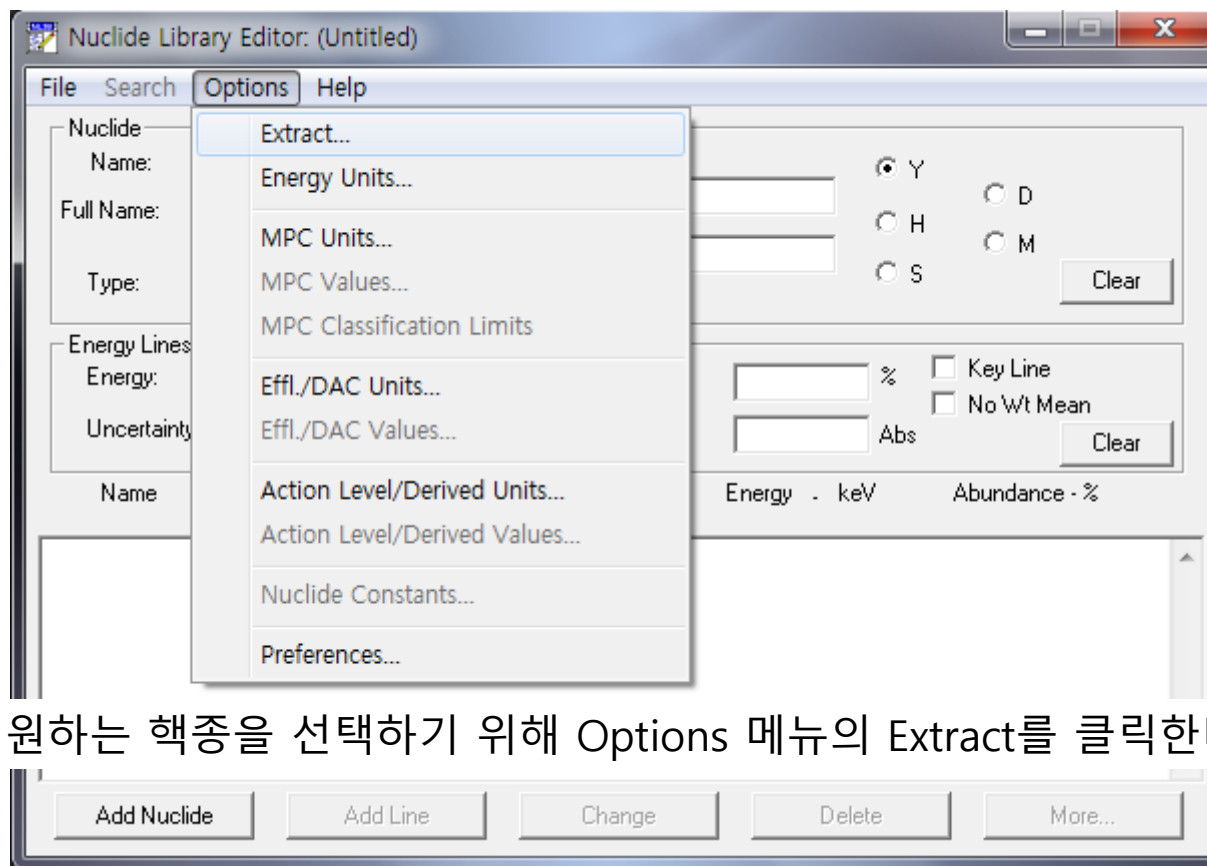 Nuclide Library Editor: (Untitled)
File Search Options Help
Nuclide
Name:
Full Name:
Type:
Extract...
Energy Units...
MPC Units...
MPC Values...
MPC Classification Limits
Effl./DAC Units...
Effl./DAC Values...
Action Level/Derived Units...
Action Level/Derived Values...
Nuclide Constants...
Preferences...
Y
D
H
M
S
Clear
Energy Lines
Energy:
Uncertainty
% Key Line
No Wt Mean
Abs
Clear
Name Energy - keV Abundance - %
원하는 핵종을 선택하기 위해 Options 메뉴의 Extract를 클릭한
Add Nuclide Add Line Change Delete More...